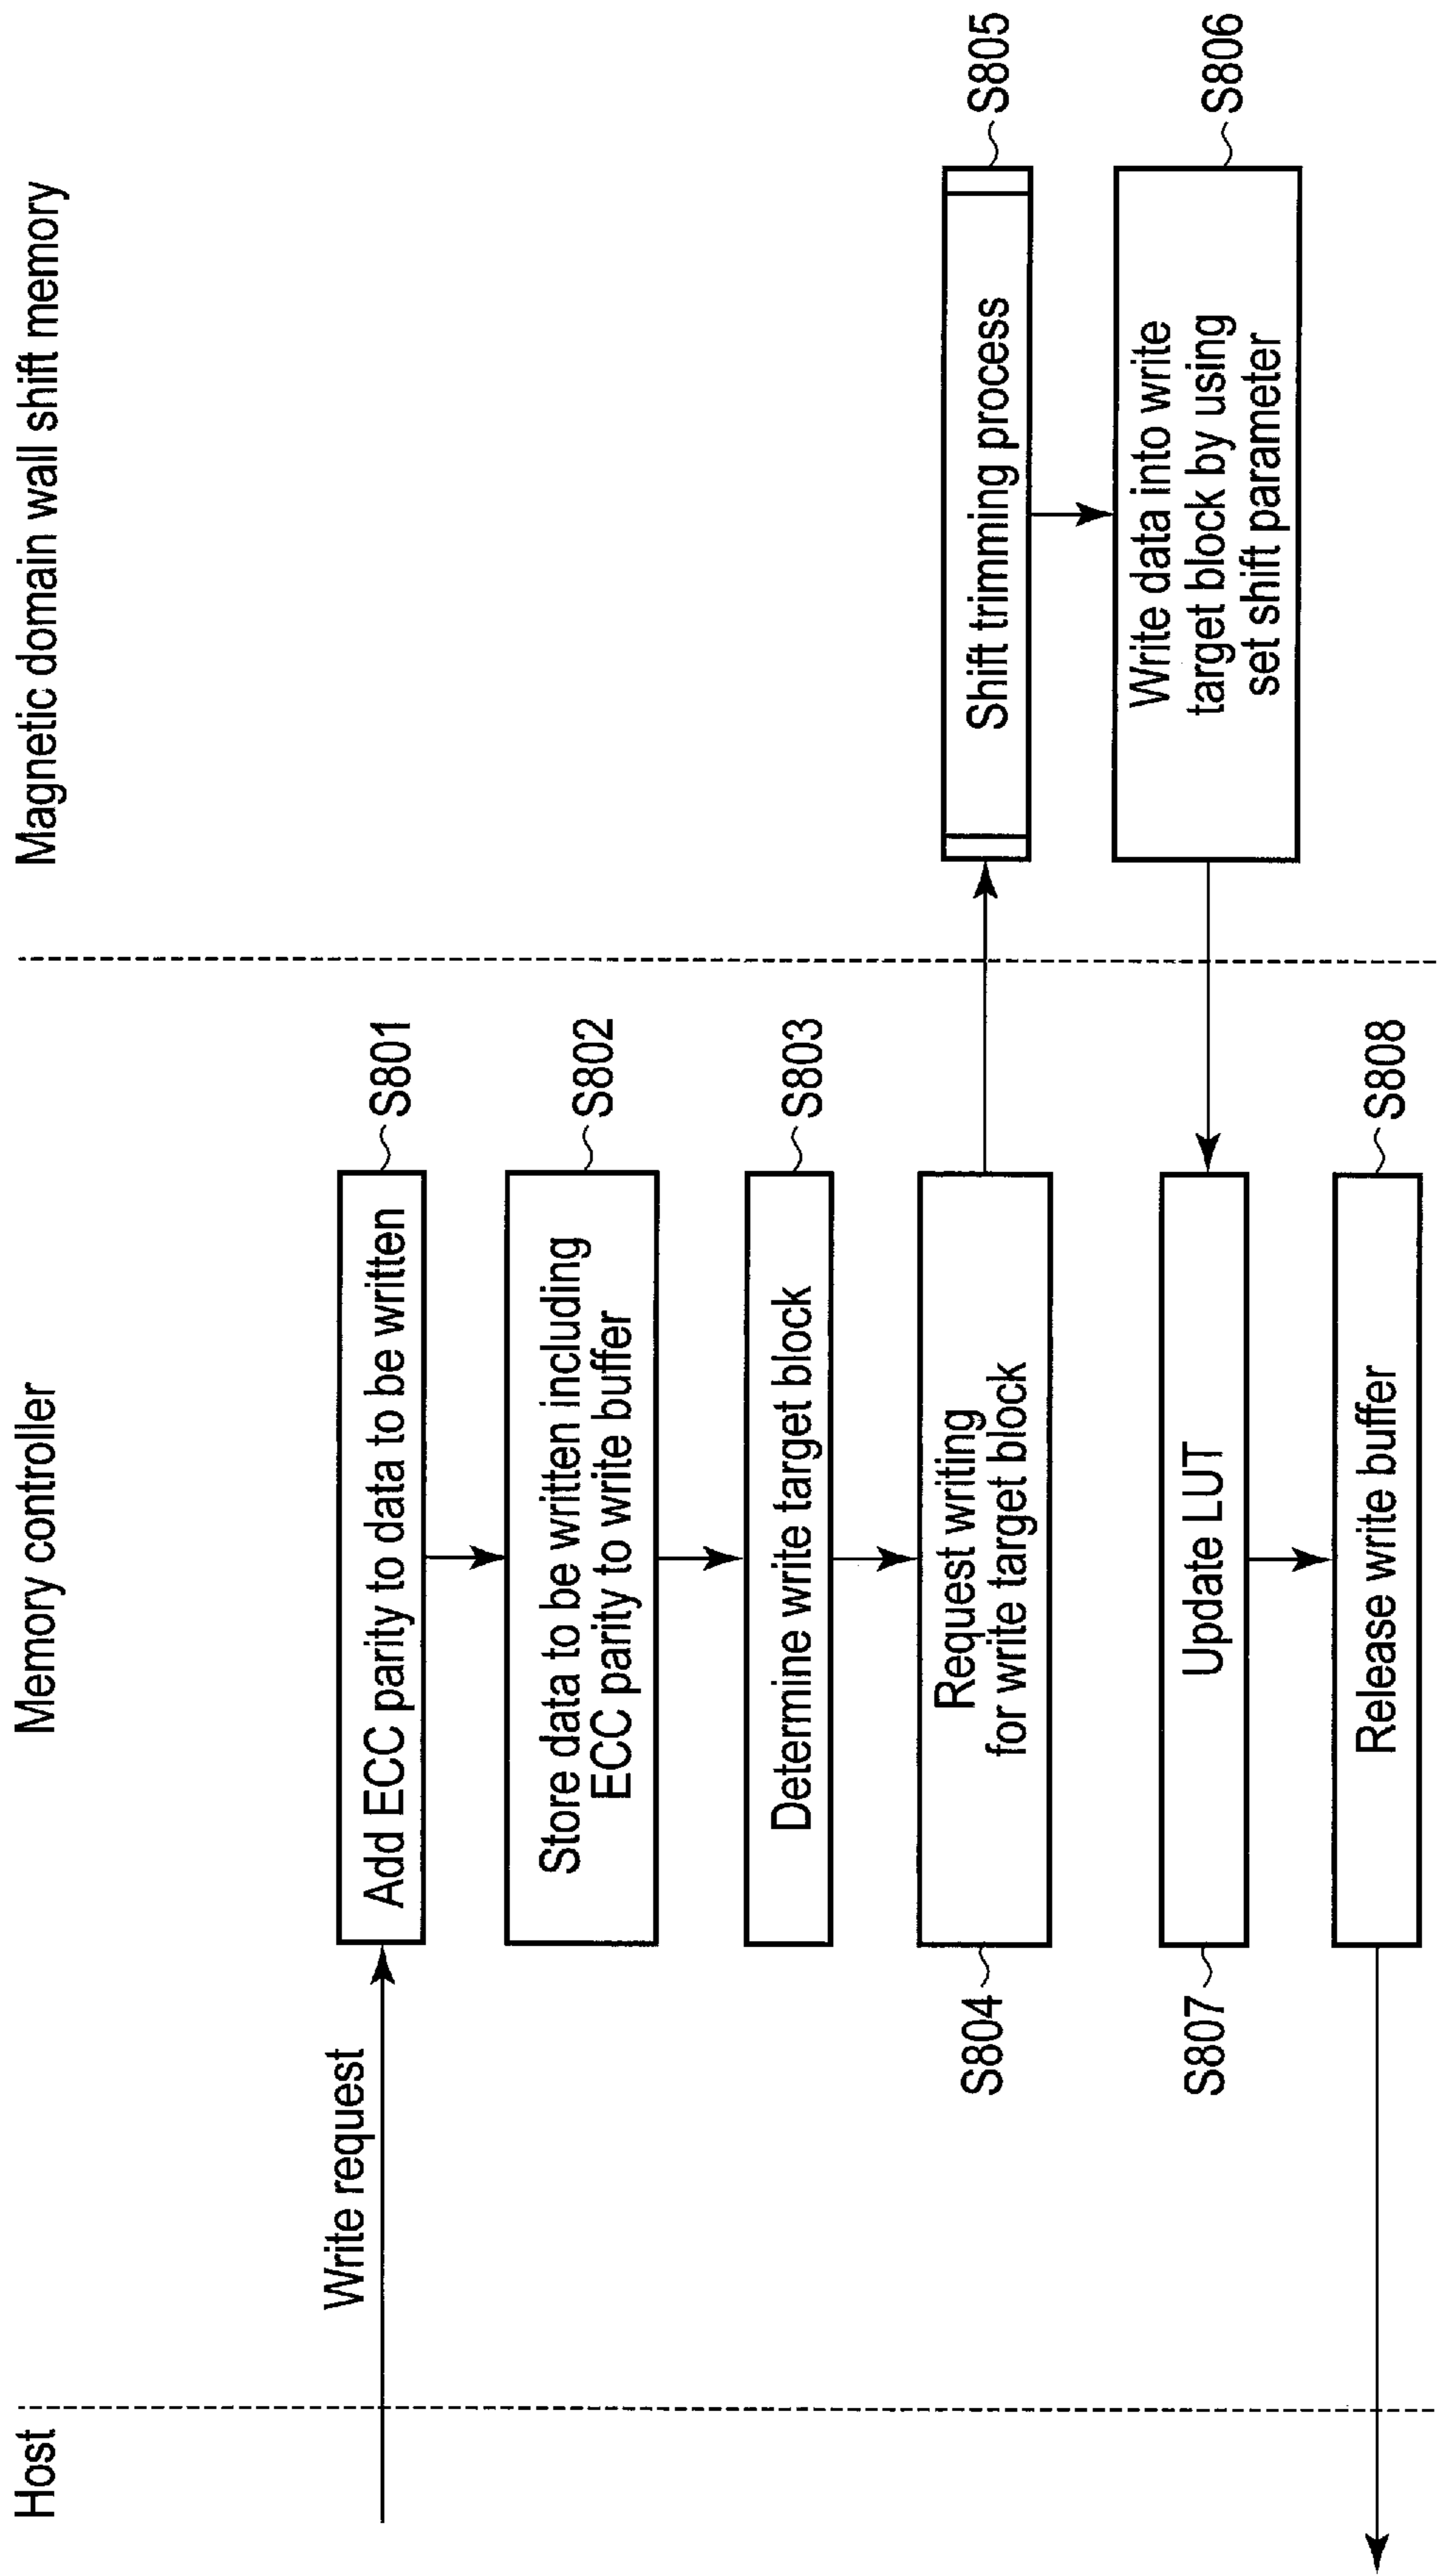 Host
Memory controller
Magnetic domain wall shift memory
Write request
Add ECC parity to data to be written
S801
Store data to be written including
ECC parity to write buffer
S802
Determine write target block
S803
Request writing
for write target block
S804
Shift trimming process
S805
Write data into write
target block by using
set shift parameter
S806
Update LUT
S807
Release write buffer
S808